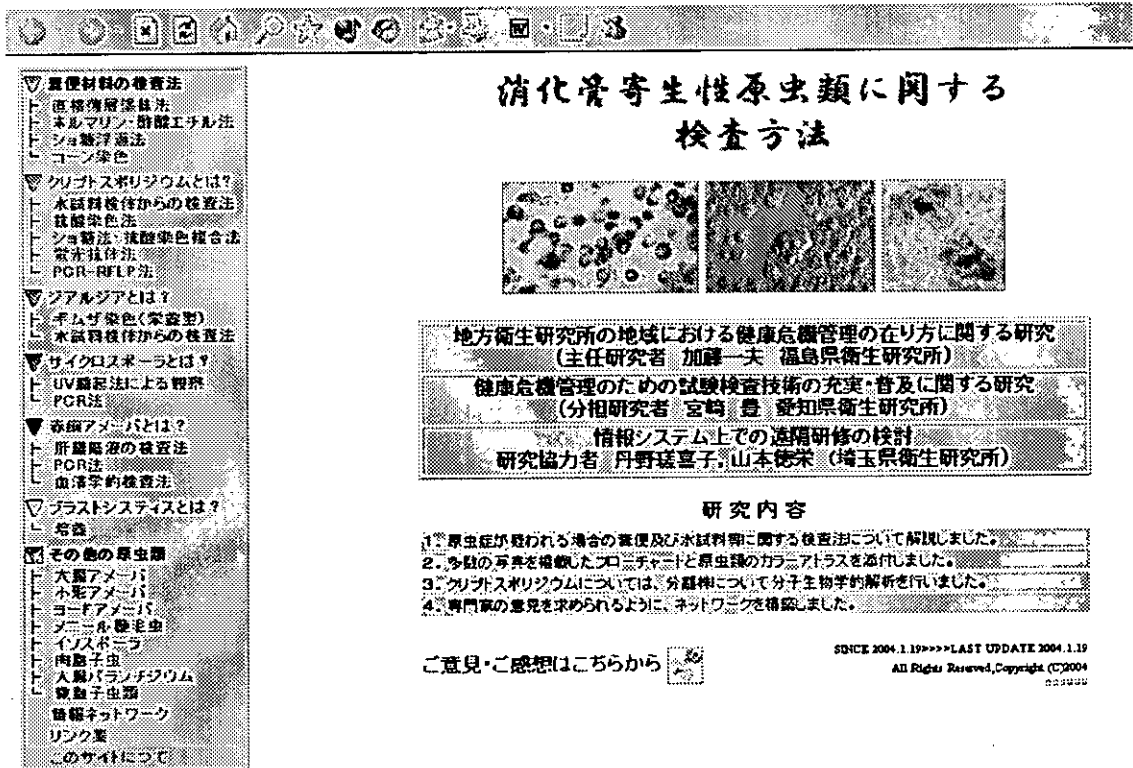 糞便材料の検査法
直接薄層塗抹法
ホルマリン・酢酸エチル法
ショ糖浮遊法
コーン染色
クリプトスポリジウムとは?
水試料検体からの検査法
抗酸染色法
ショ糖法・抗酸染色複合法
蛍光抗体法
PCR-RFLP法
ジアルジアとは?
ギムザ染色(栄養型)
水試料検体からの検査法
サイクロスポーラとは?
UV励起法による観察
PCR法
赤痢アメーバとは?
肝臓膿瘍液の検査法
PCR法
血清学的検査法
ブラストシスティスとは?
培養
その他の原虫類
大腸アメーバ
小形アメーバ
ヨードアメーバ
メニール鞭毛虫
イソスポーラ
肉胞子虫
大腸バランチジウム
微胞子虫類
情報ネットワーク
リンク集
このサイトについて
消化管寄生性原虫類に関する
検査方法
地方衛生研究所の地域における健康危機管理の在り方に関する研究
(主任研究者 加藤一夫 福島県衛生研究所)
健康危機管理のための試験検査技術の充実・普及に関する研究
(分担研究者 宮崎 豊 愛知県衛生研究所)
情報システム上での遠隔研修の検討
研究協力者 丹野瑳喜子,山本徳栄 (埼玉県衛生研究所)
研究内容
1、原虫症が疑われる場合の糞便及び水試料等に関する検査法について解説しました。
2、多数の写真を掲載したフローチャートと原虫類のカラーアトラスを添付しました。
3、クリプトスポリジウムについては、分離株について分子生物学的解析を行いました。
4、専門家の意見を求められるように、ネットワークを構築しました。
ご意見・ご感想はこちらから
SINCE 2004.1.19>>>>LAST UPDATE 2004.1.19
All Rights Reserved,Copyright (C)2004